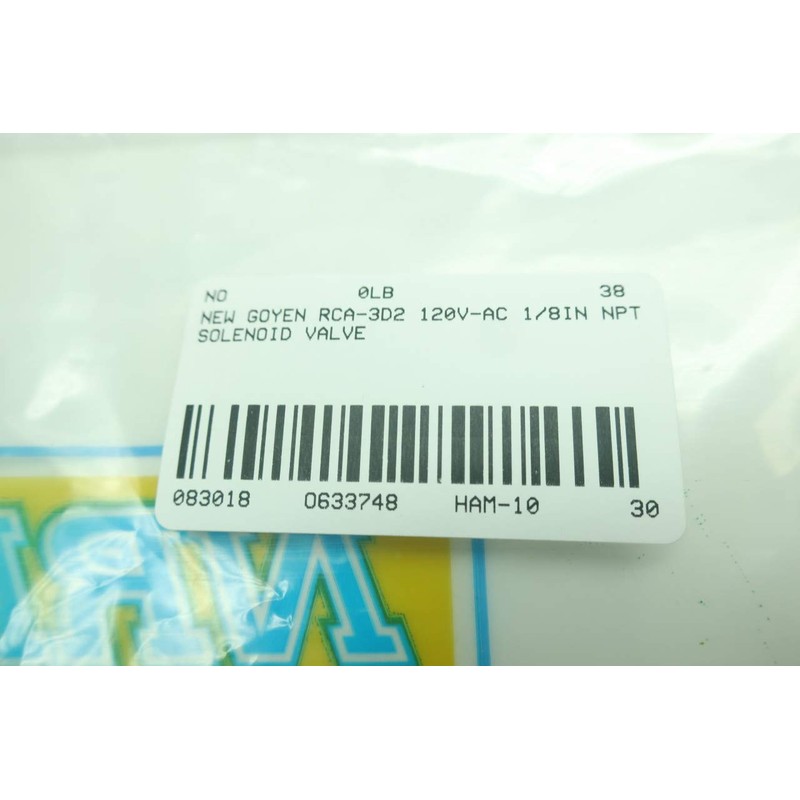 NO 0LB 38
NEW GOYEN RCA-3D2 120V-AC 1/8IN NPT
SOLENOID VALVE
083018 0633748 HAM-10 30